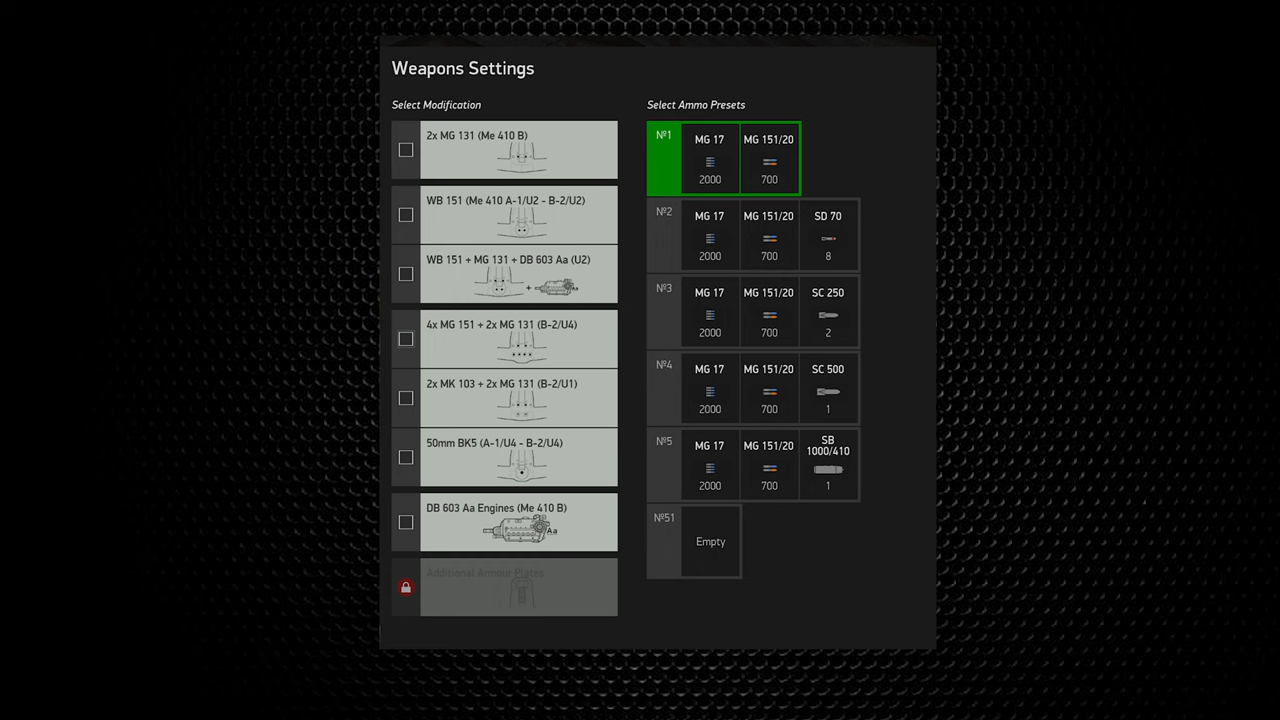 Weapons Settings
Select Modification
2x MG 131 (Me 410 B)
WB 151 (Me 410 A-1/U2 - B-2/U2)
WB 151 + MG 131 + DB 603 Aa (U2)
+
Aa
4x MG 151 + 2x MG 131 (B-2/U4)
2x MK 103 + 2x MG 131 (B-2/U1)
50mm BK5 (A-1/U4 - B-2/U4)
DB 603 Aa Engines (Me 410 B)
Aa
Additional Armour Plates
Select Ammo Presets
№1
MG 17 MG 151/20
2000 700
№2
MG 17 MG 151/20 SD 70
2000 700 8
№3
MG 17 MG 151/20 SC 250
2000 700 2
№4
MG 17 MG 151/20 SC 500
2000 700 1
№5
MG 17 MG 151/20 SB 1000/410
2000 700 1
№51
Empty